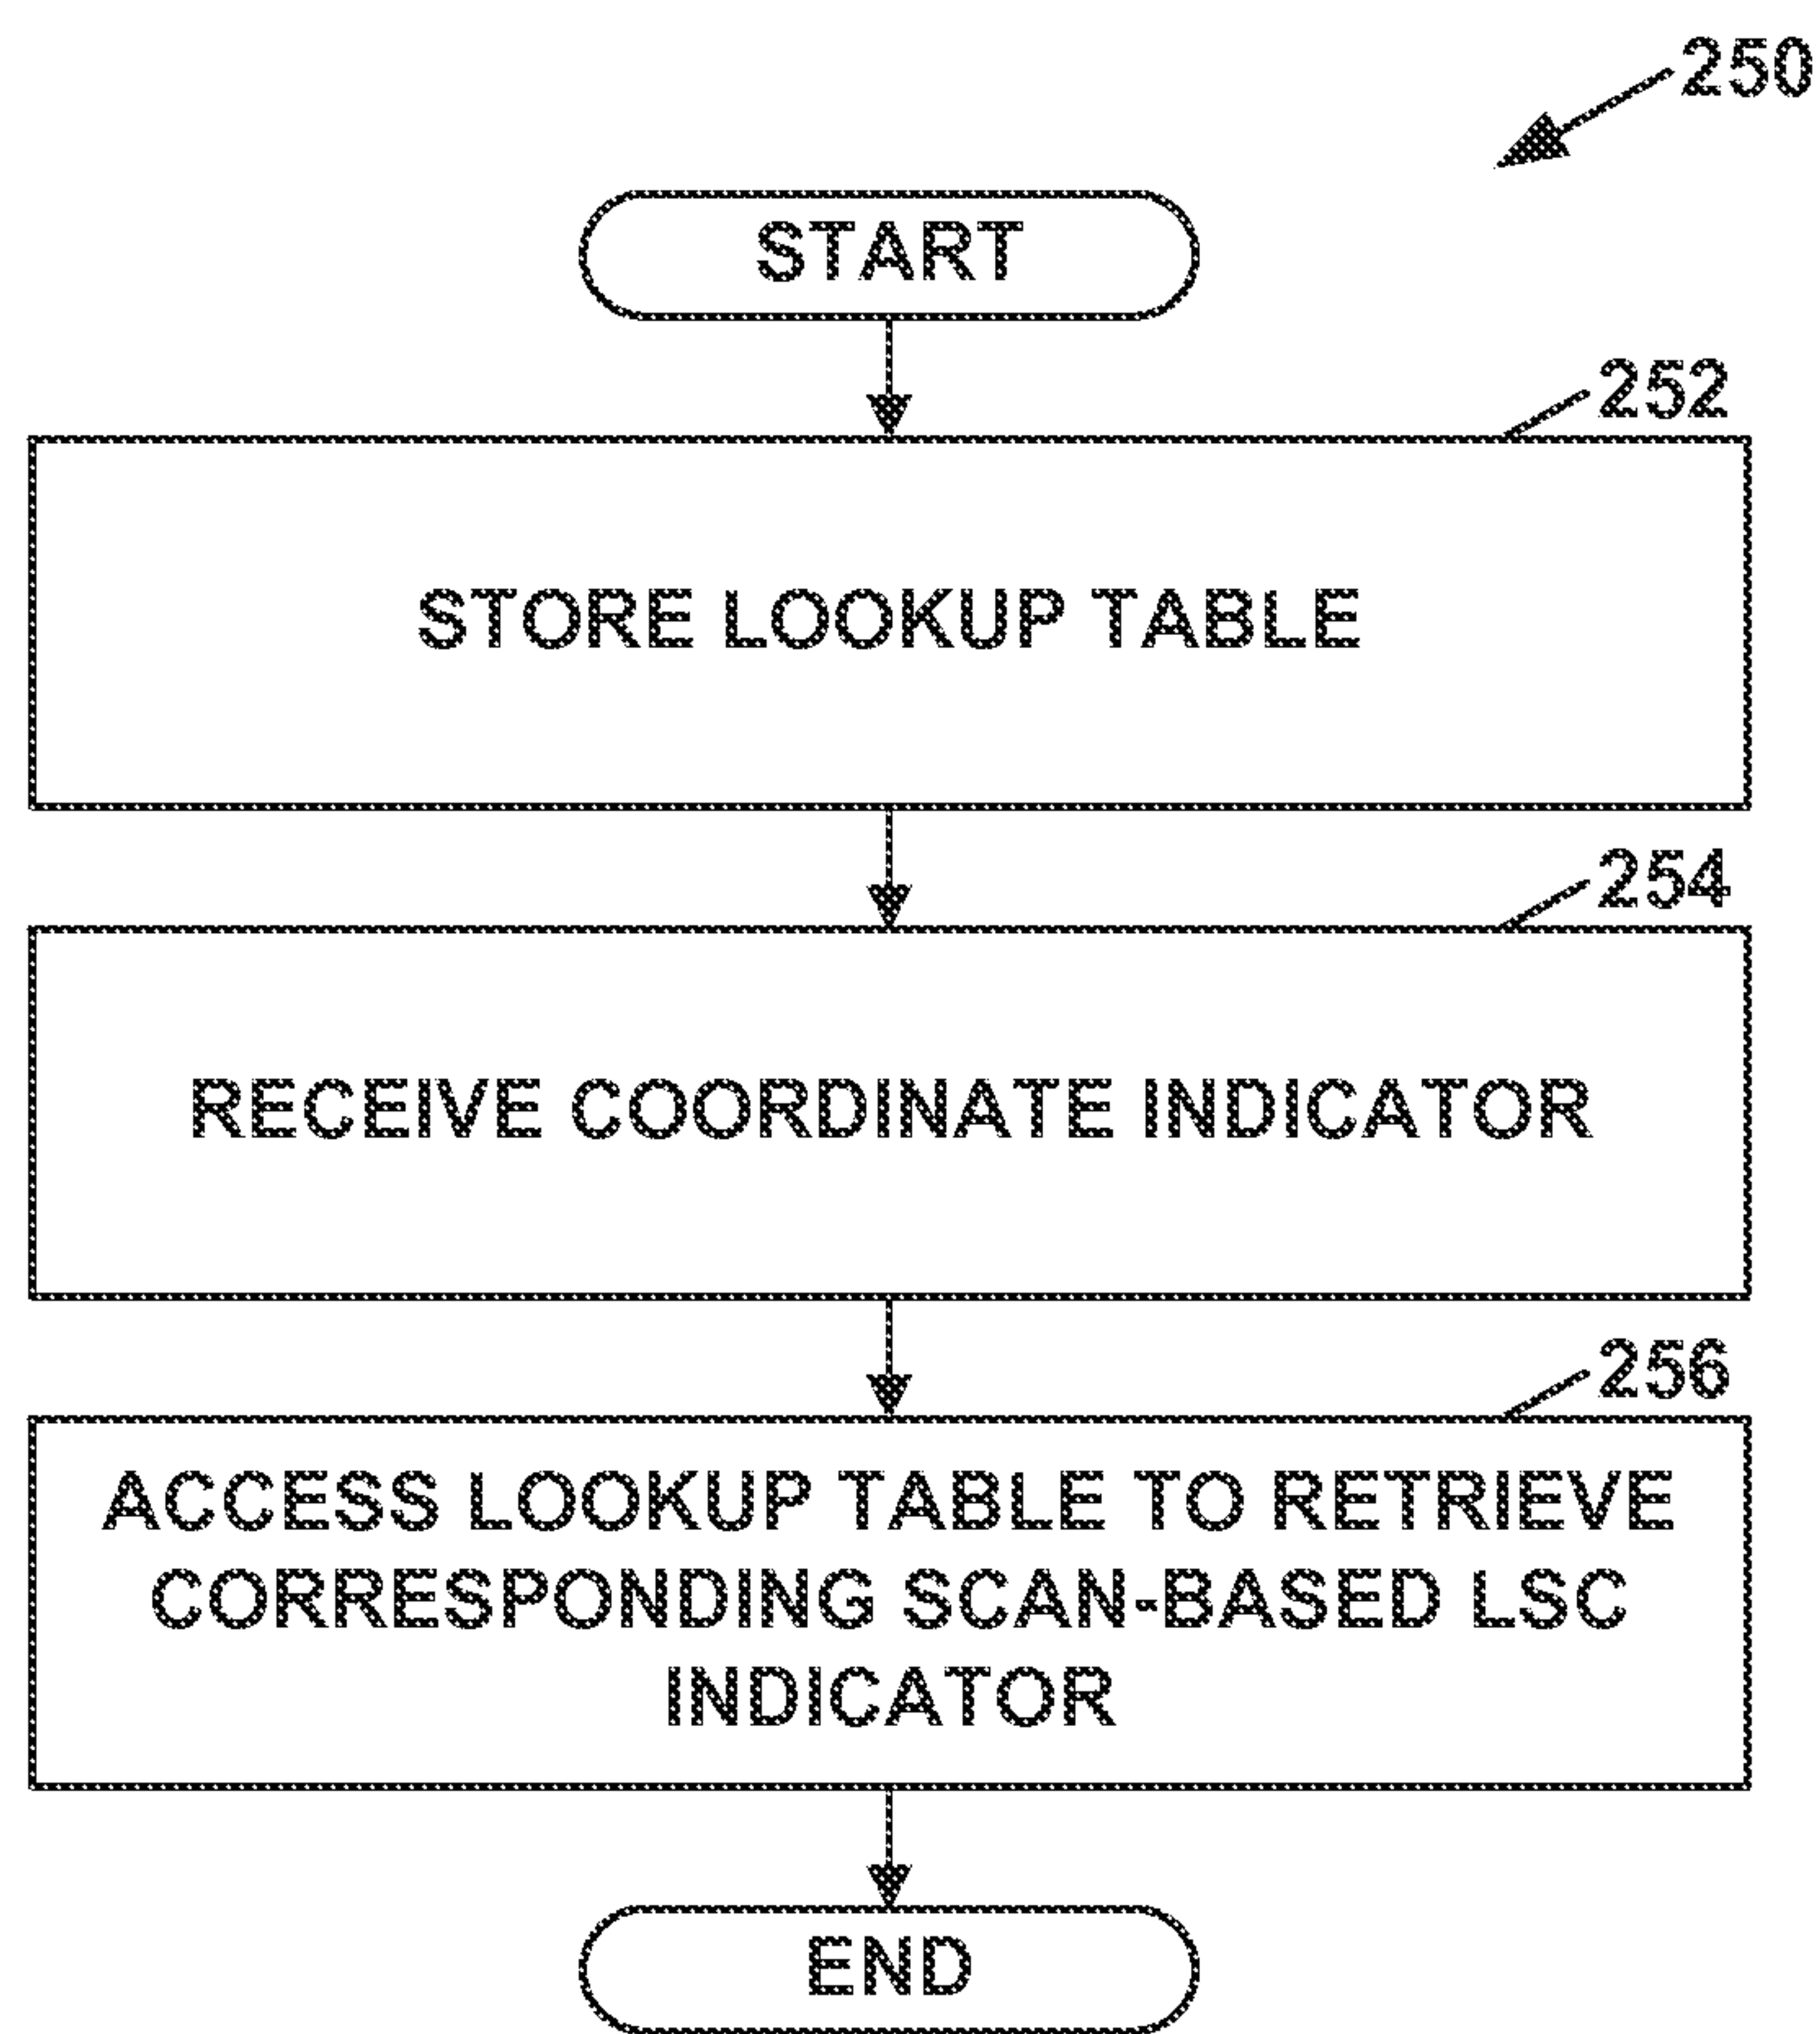 250
START
252
STORE LOOKUP TABLE
254
RECEIVE COORDINATE INDICATOR
256
ACCESS LOOKUP TABLE TO RETRIEVE
CORRESPONDING SCAN-BASED LSC
INDICATOR
END